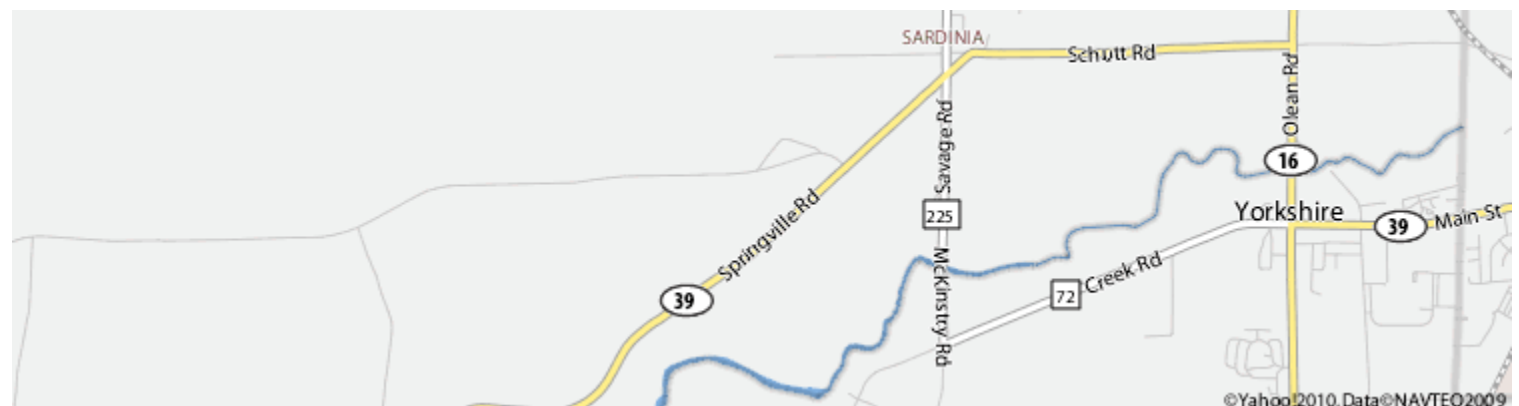 SARDINIA
Schutt Rd
Olean Rd
Savage Rd
16
225
Yorkshire
39
Main St
Springville Rd
McKinstry Rd
Creek Rd
72
39
©Yahoo!2010, Data©NAVTEQ2009